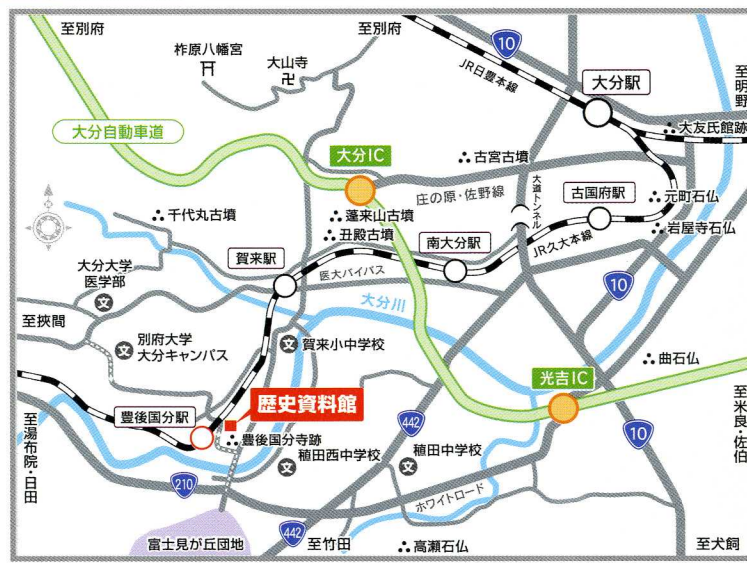 至別府
至別府
10
柞原八幡宮
大山寺
JR日豊本線
大分駅
至明野
大分自動車道
大友氏館跡
大分IC
古宮古墳
庄の原・佐野線
大道トンネル
古国府駅
元町石仏
千代丸古墳
蓬来山古墳
丑殿古墳
岩屋寺石仏
南大分駅
JR久大本線
賀来駅
医大バイパス
大分大学
医学部
文
大分川
10
至挾間
別府大学
大分キャンパス
文
文
賀来小中学校
曲石仏
光吉IC
歴史資料館
豊後国分駅
442
豊後国分寺跡
10
至湯布院・日田
至米良・佐伯
稙田西中学校
文
稙田中学校
文
210
ホワイトロード
442
富士見が丘団地
至竹田
高瀬石仏
至犬飼